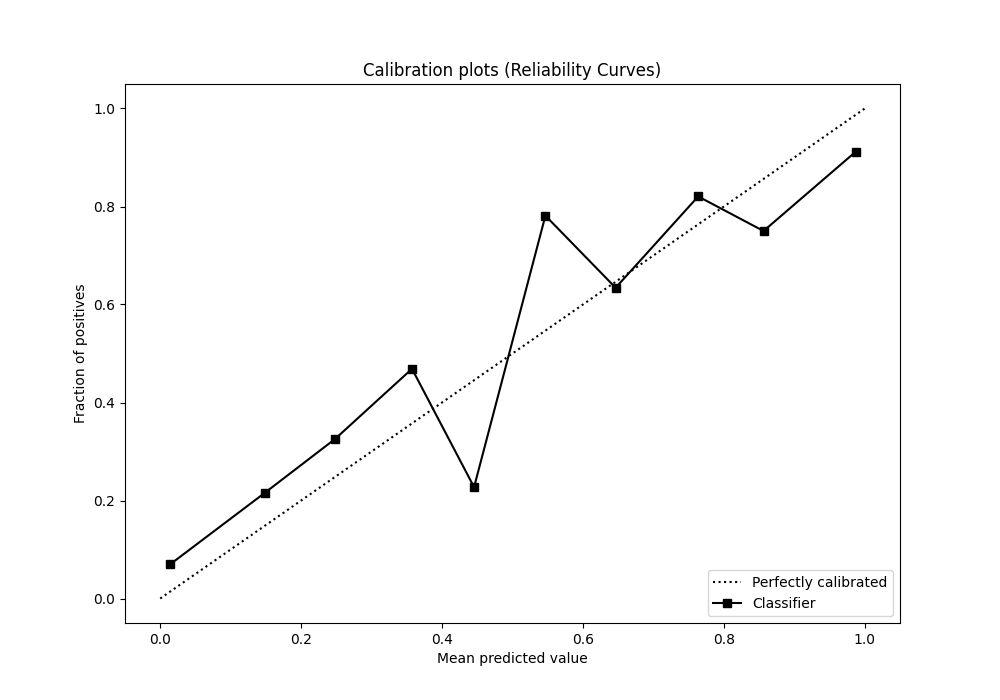 Calibration plots (Reliability Curves)
1.0
0.8
0.6
0.4
0.2
0.0
Fraction of positives
0.0 0.2 0.4 0.6 0.8 1.0
Mean predicted value
Perfectly calibrated
Classifier